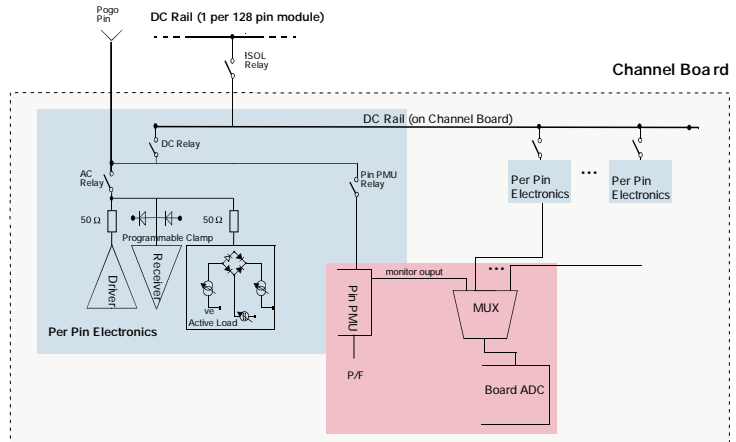 Pogo
Pin
DC Rail (1 per 128 pin module)
ISOL
Relay
Channel Board
DC Rail (on Channel Board)
DC Relay
AC
Relay
Pin PMU
Relay
Per Pin
Electronics
...
Per Pin
Electronics
50 Ω
50 Ω
Programmable Clamp
Driver
Receiver
ve
Active Load
Per Pin Electronics
Pin PMU
monitor ouput
...
MUX
P/F
Board ADC